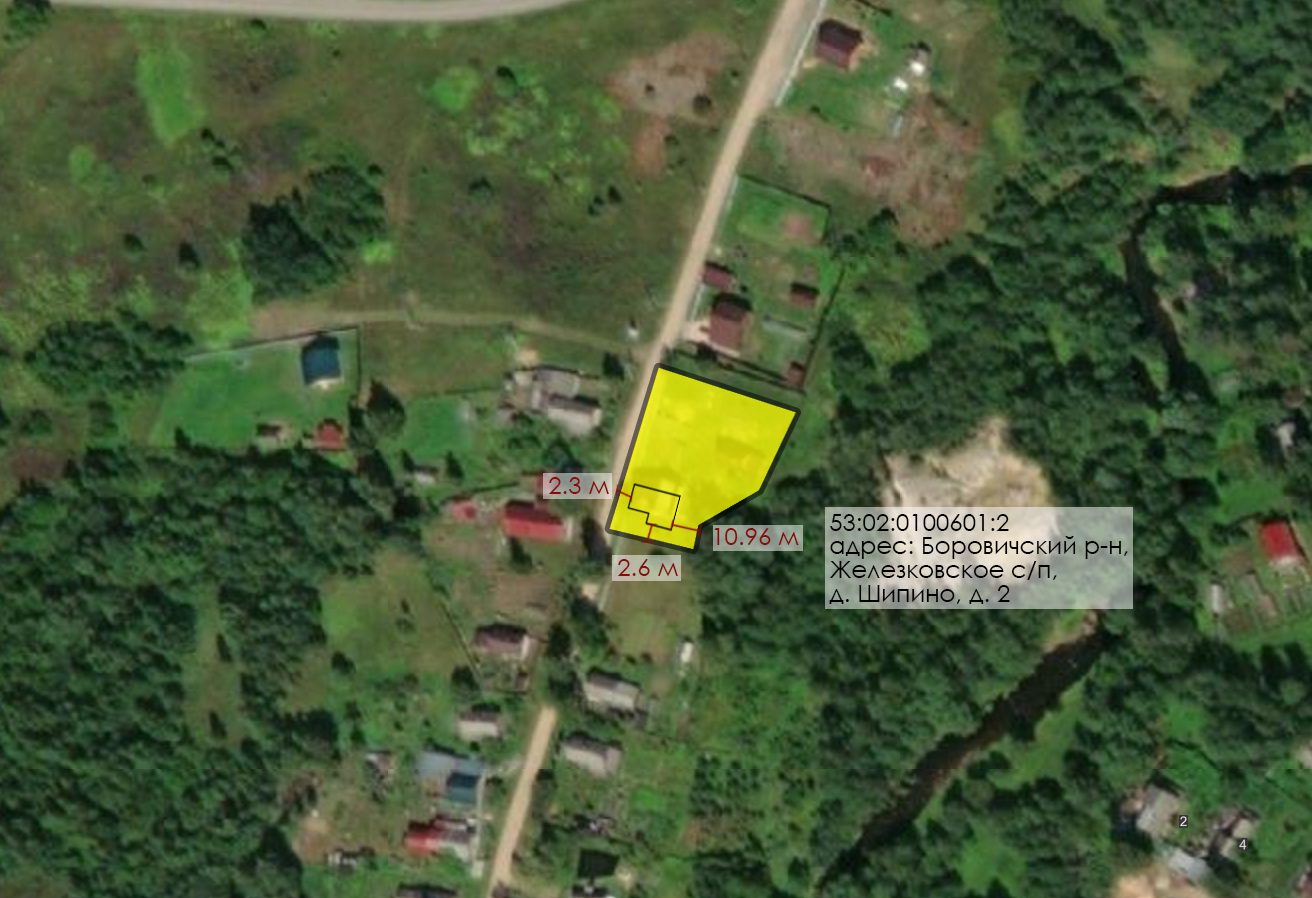 2.3 м
10.96 м
2.6 м
53:02:0100601:2
адрес: Боровичский р-н,
Железковское с/п,
д. Шипино, д. 2
2
4